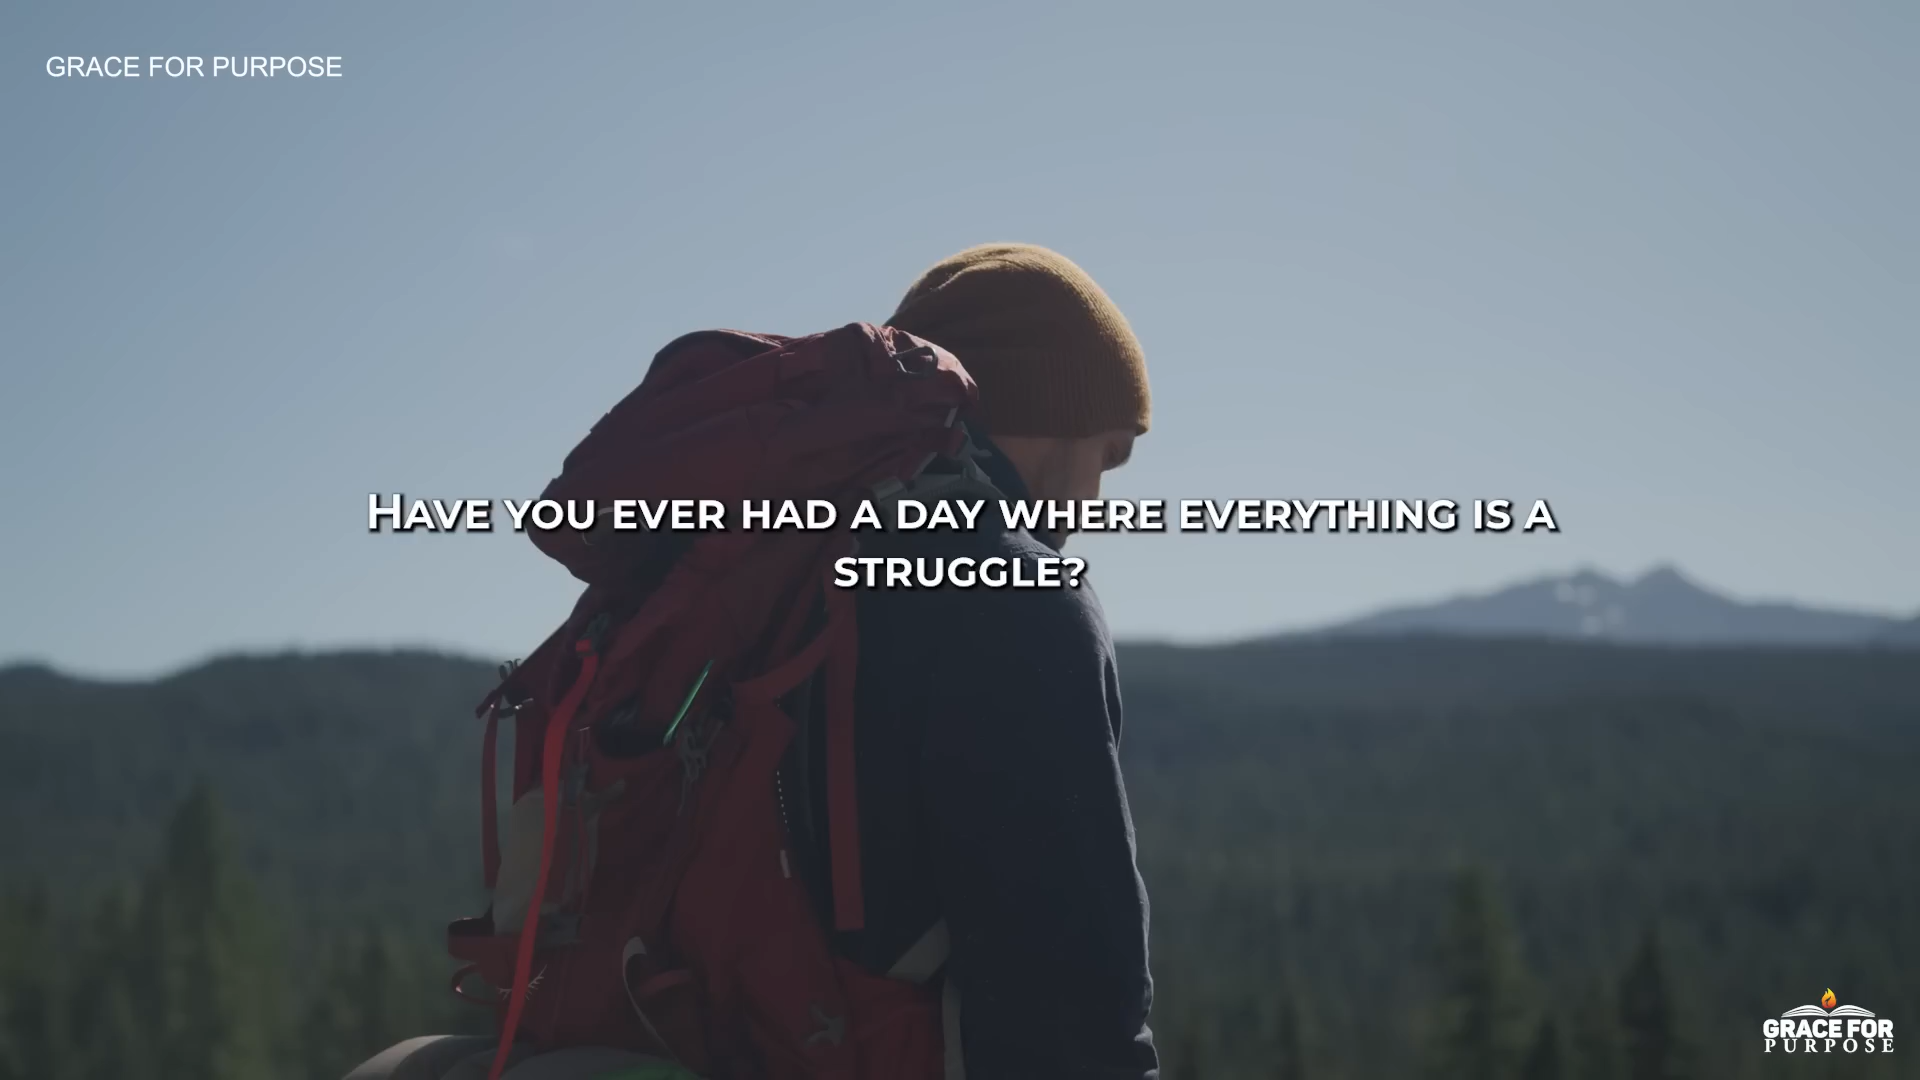 GRACE FOR PURPOSE
HAVE YOU EVER HAD A DAY WHERE EVERYTHING IS A
STRUGGLE?
GRACE FOR
PURPOSE